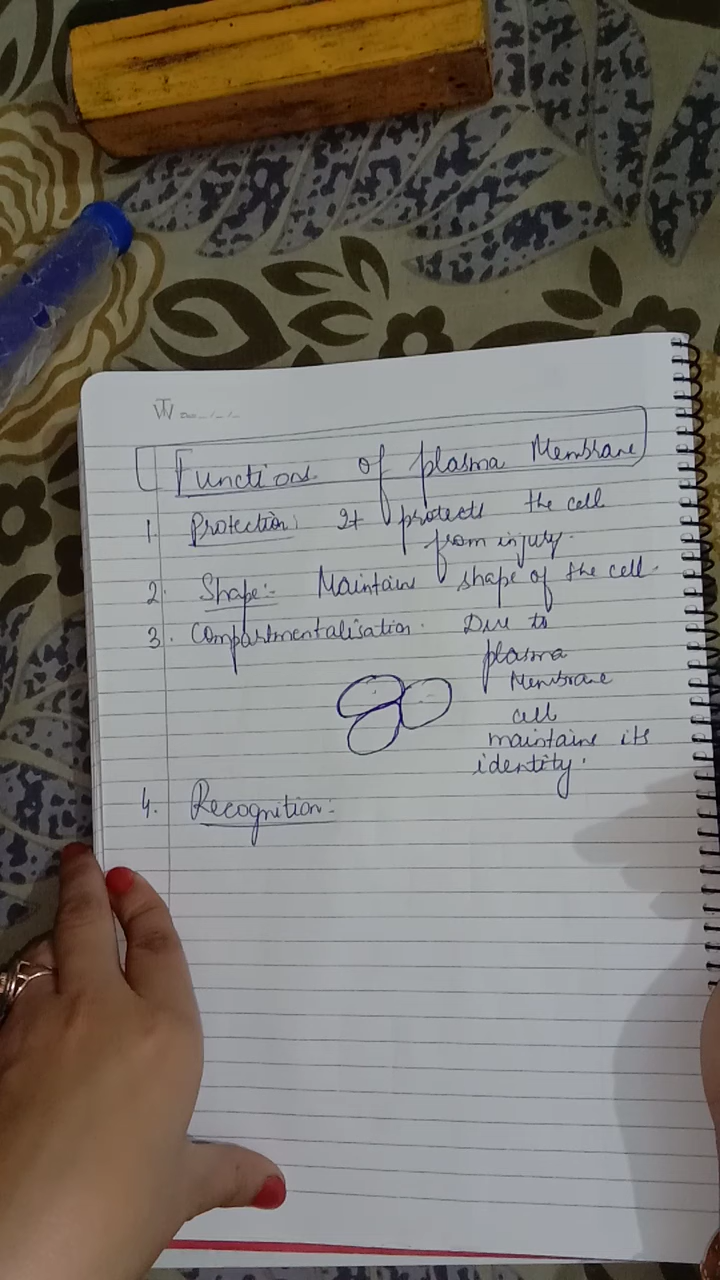 Functions of plasma Membrane
1. Protection: It protects the cell
from injury.
2. Shape:- Maintains shape of the cell.
3. Compartmentalisation. Due to
plasma
Membrane
cell
maintains its
identity.
4. Recognition: